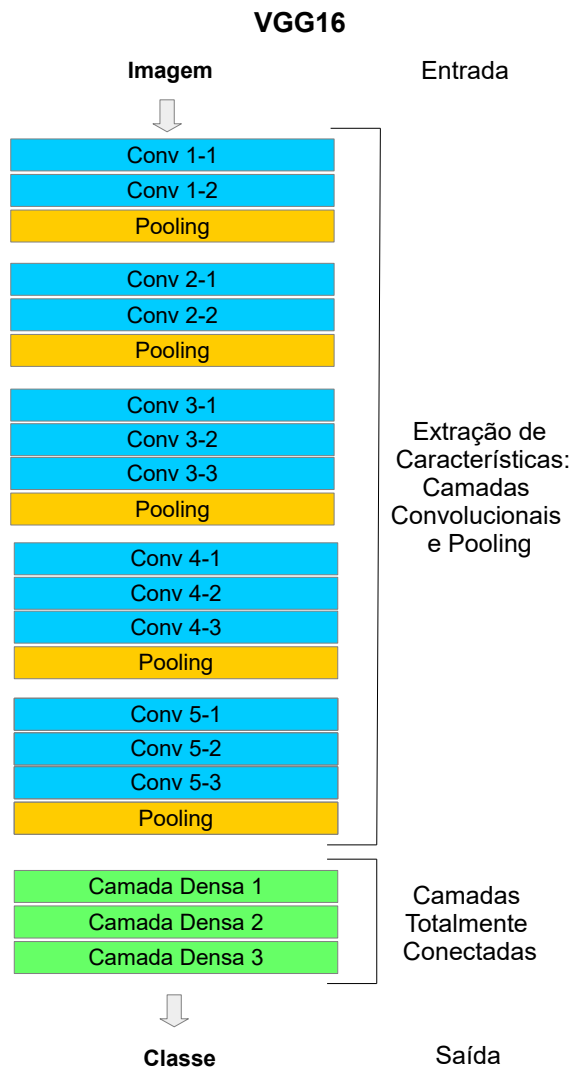 VGG16
Imagem
Entrada
Conv 1-1
Conv 1-2
Pooling
Conv 2-1
Conv 2-2
Pooling
Conv 3-1
Conv 3-2
Conv 3-3
Pooling
Extração de
Característificas:
Camadas
Convolucionais
e Pooling
Conv 4-1
Conv 4-2
Conv 4-3
Pooling
Conv 5-1
Conv 5-2
Conv 5-3
Pooling
Camada Densa 1
Camada Densa 2
Camada Densa 3
Camadas
Totalmente
Conectadas
Classe
Saída